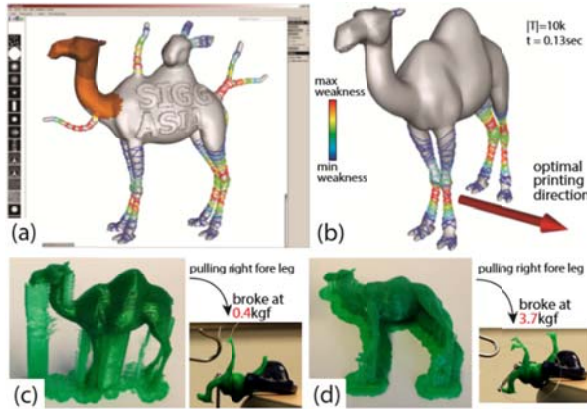 SIGG
ASI
(a)
max
weakness
min
weakness
|T|=10k
t = 0.13sec
optimal
printing
direction
(b)
pulling right fore leg
broke at
0.4kgf
(c)
pulling right fore leg
broke at
3.7kgf
(d)